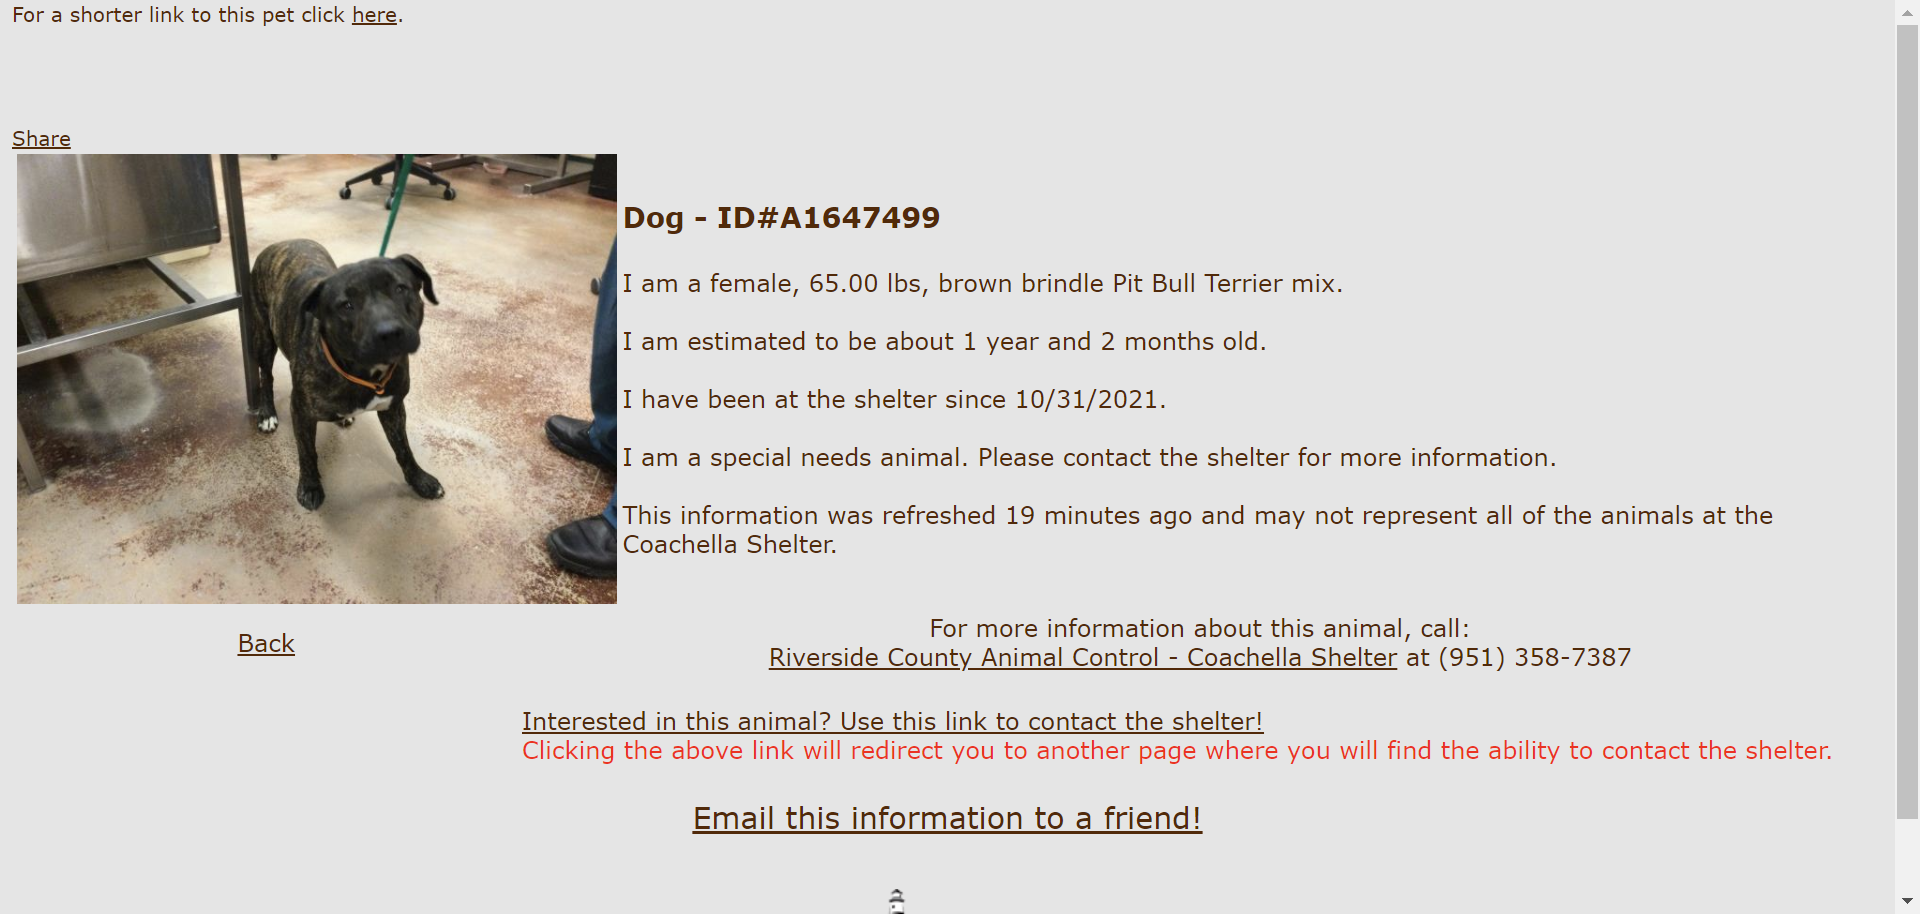 For a shorter link to this pet click here.
Share
Dog - ID#A1647499
I am a female, 65.00 lbs, brown brindle Pit Bull Terrier mix.
I am estimated to be about 1 year and 2 months old.
I have been at the shelter since 10/31/2021.
I am a special needs animal. Please contact the shelter for more information.
This information was refreshed 19 minutes ago and may not represent all of the animals at the
Coachella Shelter.
Back
For more information about this animal, call:
Riverside County Animal Control - Coachella Shelter at (951) 358-7387
Interested in this animal? Use this link to contact the shelter!
Clicking the above link will redirect you to another page where you will find the ability to contact the shelter.
Email this information to a friend!